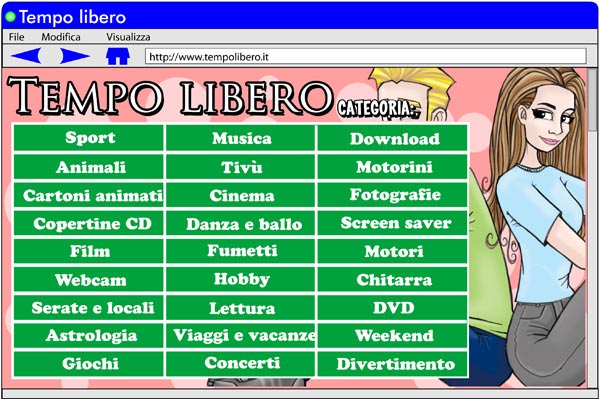 Tempo libero
File Modifica Visualizza
http://www.tempolibero.it
TEMPO LIBERO CATEGORIA:
Sport Musica Download
Animali Tivù Motorini
Cartoni animati Cinema Fotografie
Copertine CD Danza e ballo Screen saver
Film Fumetti Motori
Webcam Hobby Chitarra
Serate e locali Lettura DVD
Astrologia Viaggi e vacanze Weekend
Giochi Concerti Divertimento